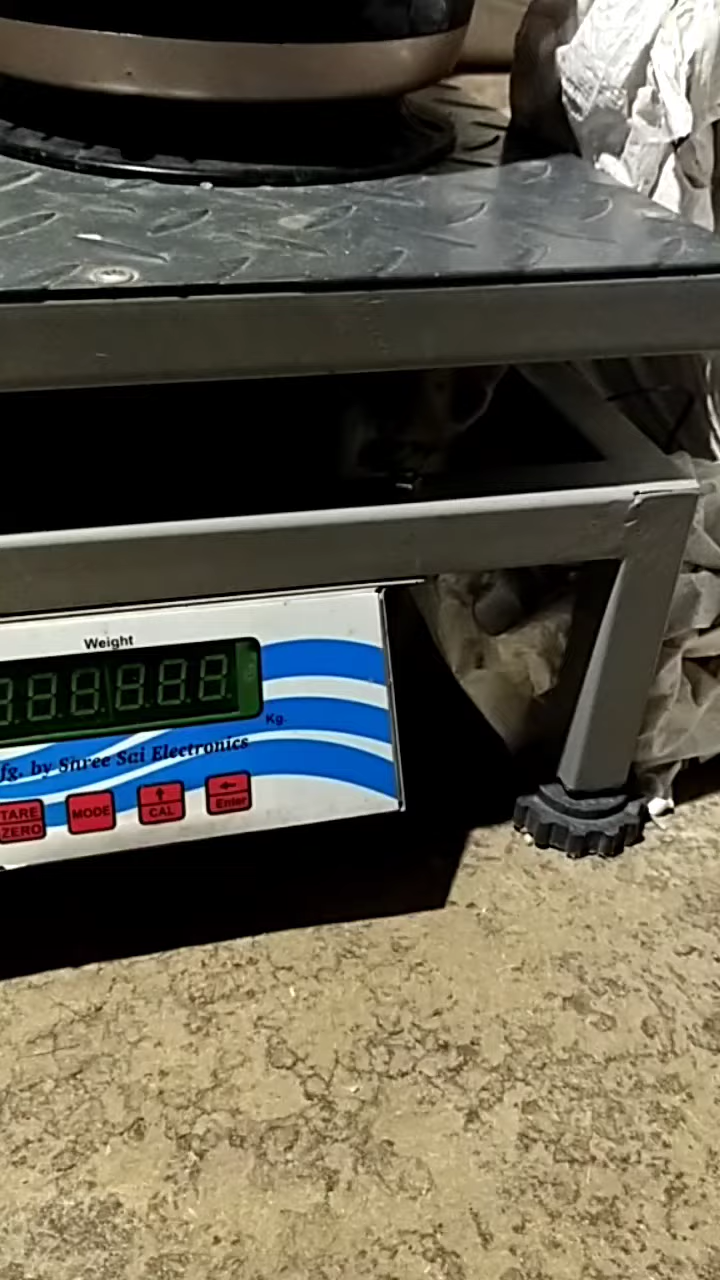 Weight
Kg.
fg. by Shree Sai Electronics
TARE MODE ↑ ←
ZERO CAL Enter